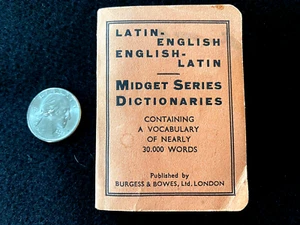 LATIN-
ENGLISH
ENGLISH-
LATIN
MIDGET SERIES
DICTIONARIES
CONTAINING
A VOCABULARY
OF NEARLY
30.000 WORDS
Published by
BURGESS & BOWES, Ltd. LONDON